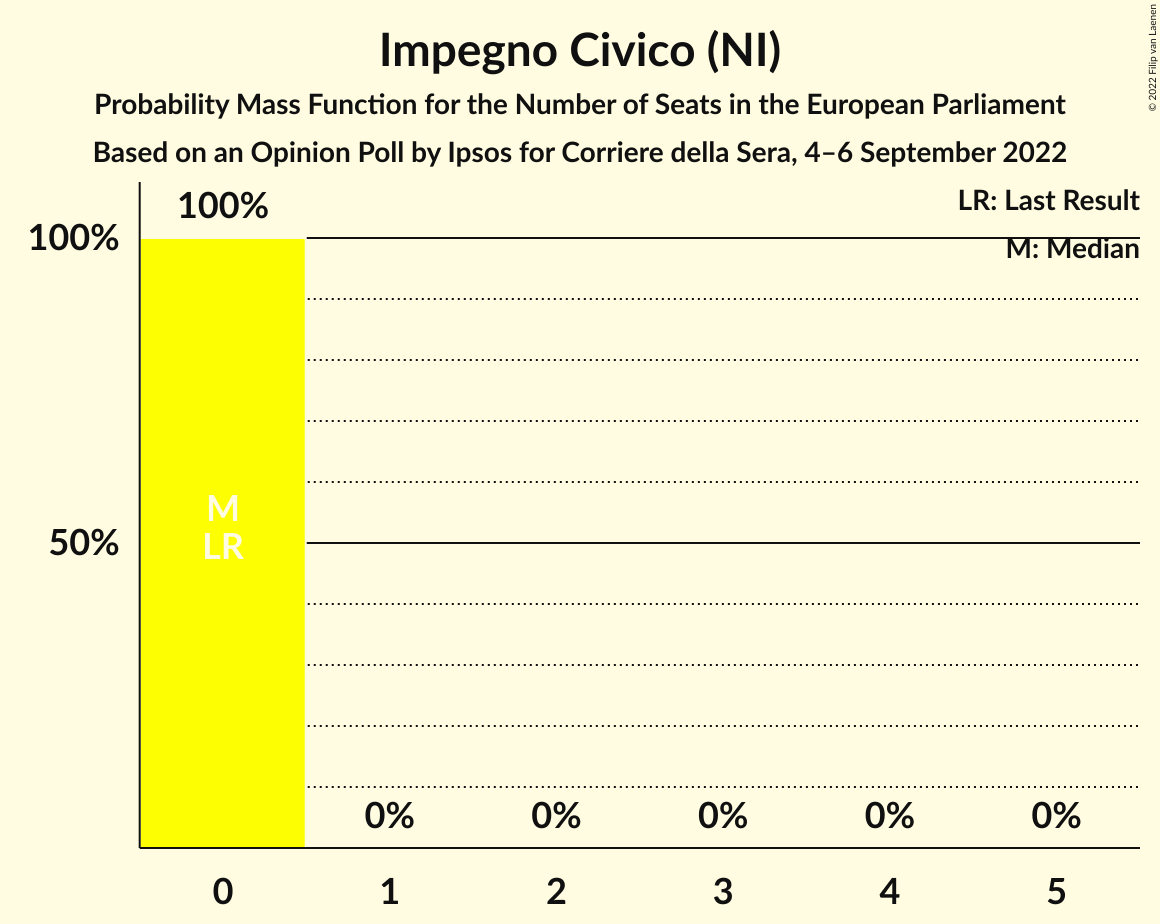 Impegno Civico (NI)
Probability Mass Function for the Number of Seats in the European Parliament
Based on an Opinion Poll by Ipsos for Corriere della Sera, 4–6 September 2022
© 2022 Filip van Laenen
LR: Last Result
M: Median
100%
100%
50%
M
LR
0% 0% 0% 0% 0%
0 1 2 3 4 5